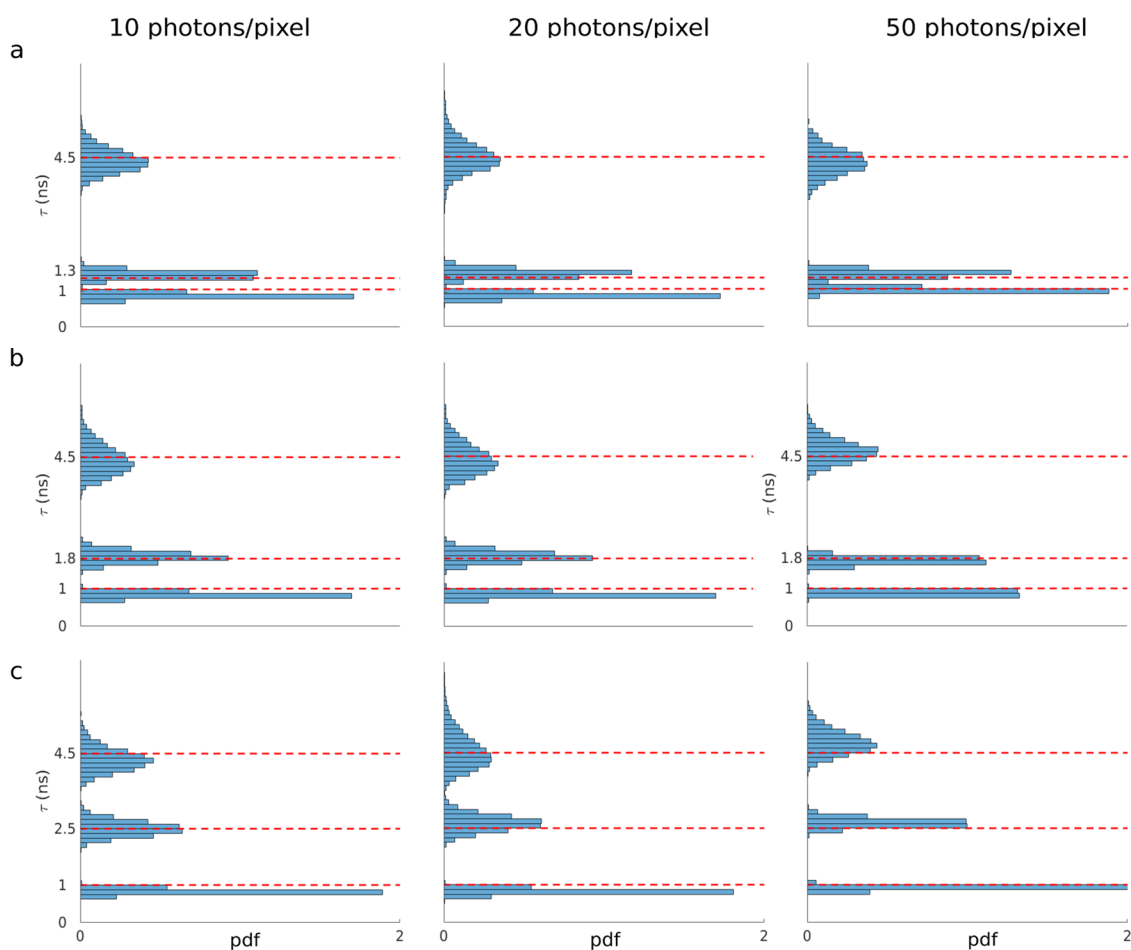 10 photons/pixel 20 photons/pixel 50 photons/pixel
a
4.5
τ (ns)
1.3
1
0
2
2
b
4.5 4.5
τ (ns) τ (ns)
1.8 1.8
1 1
0 0
c
4.5
τ (ns)
2.5
1
0
0 pdf 2 0 pdf 2 0 pdf 2